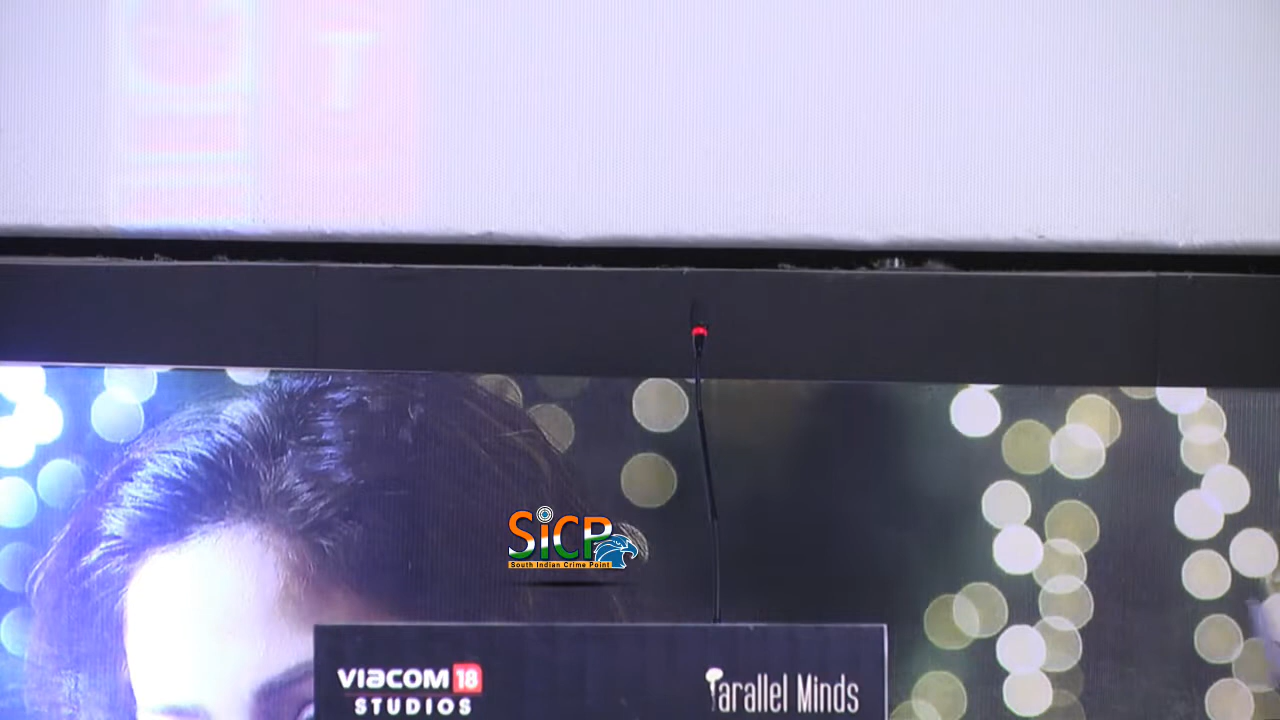 SiCP
South Indian Crime Point
VIACOM 18
STUDIOS
Parallel Minds